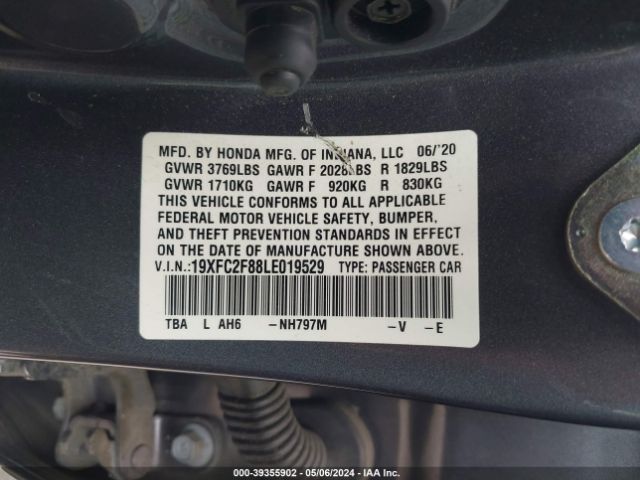 MFD. BY HONDA MFG. OF INDIANA, LLC 06/'20
GVWR 3769LBS GAWR F 2028LBS R 1829LBS
GVWR 1710KG GAWR F 920KG R 830KG
THIS VEHICLE CONFORMS TO ALL APPLICABLE
FEDERAL MOTOR VEHICLE SAFETY, BUMPER,
AND THEFT PREVENTION STANDARDS IN EFFECT
ON THE DATE OF MANUFACTURE SHOWN ABOVE.
V.I.N.:19XFC2F88LE019529 TYPE: PASSENGER CAR
TBA L AH6 -NH797M -V -E
000-39355902 - 05/06/2024 - IAA Inc.